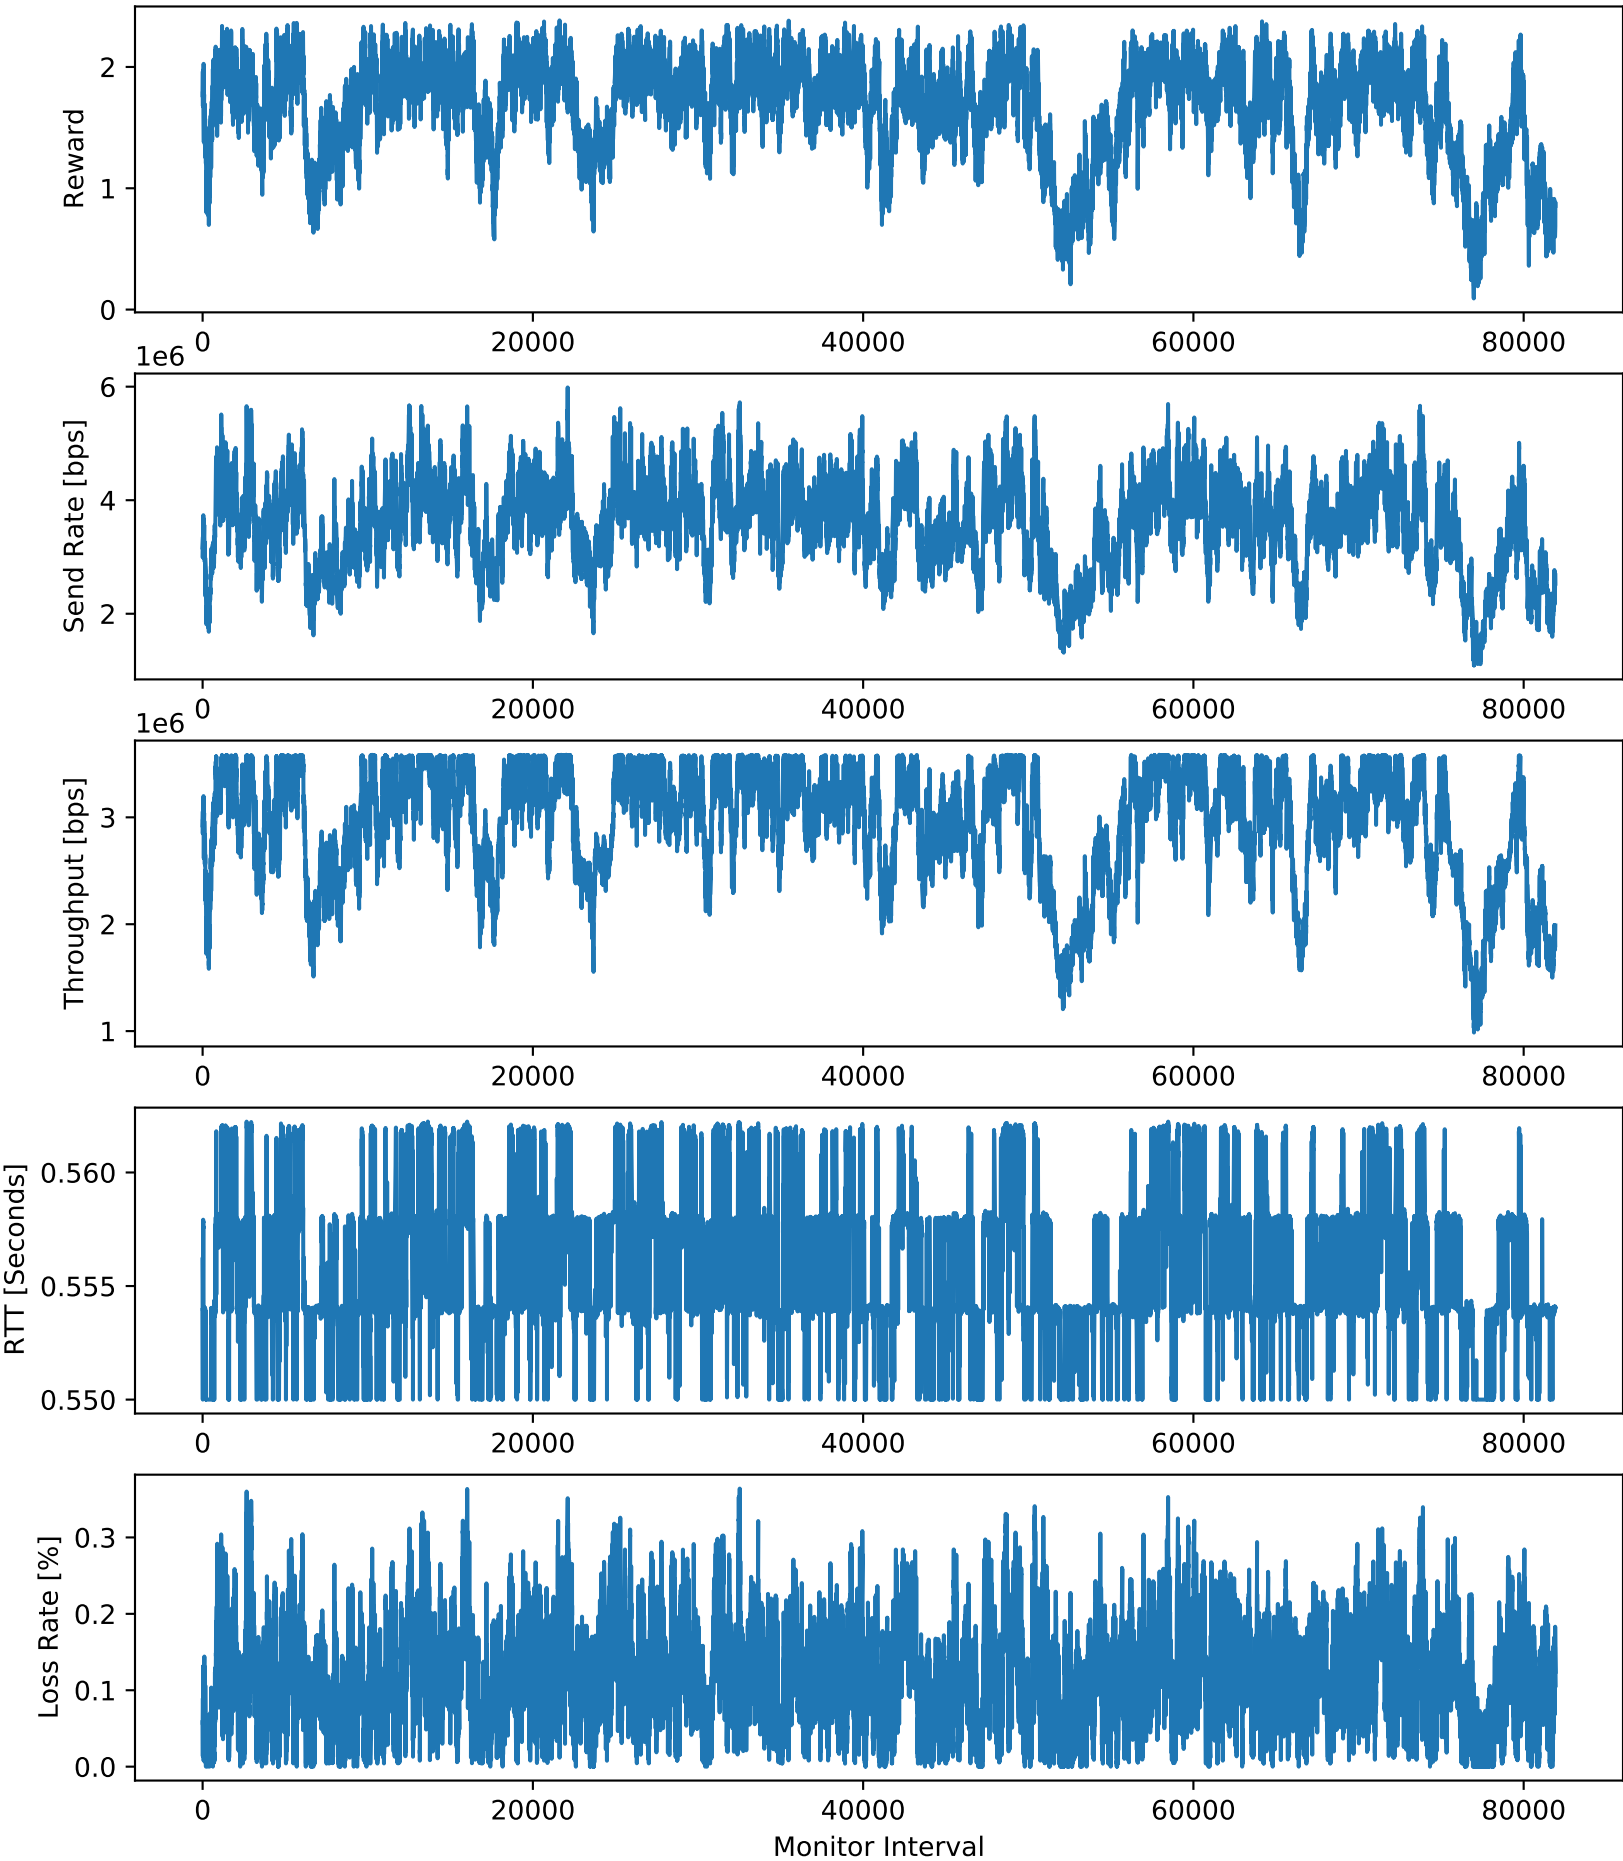 2
1
0
Reward
0 20000 40000 60000 80000
1e6
6
4
2
Send Rate [bps]
0 20000 40000 60000 80000
1e6
3
2
1
Throughput [bps]
0 20000 40000 60000 80000
0.560
0.555
0.550
RTT [Seconds]
0 20000 40000 60000 80000
0.3
0.2
0.1
0.0
Loss Rate [%]
0 20000 40000 60000 80000
Monitor Interval